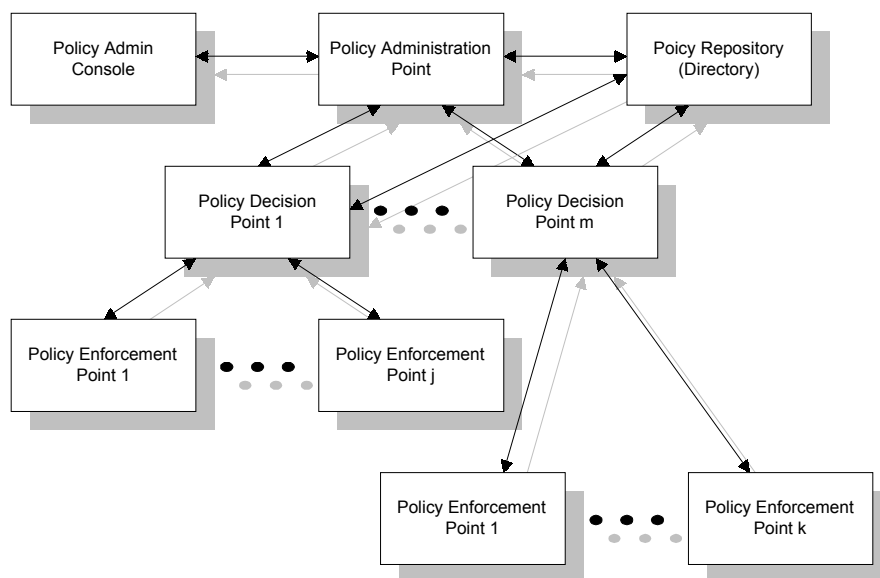 Policy Admin
Console
Policy Administration
Point
Poicy Repository
(Directory)
Policy Decision
Point 1
Policy Decision
Point m
Policy Enforcement
Point 1
Policy Enforcement
Point j
Policy Enforcement
Point 1
Policy Enforcement
Point k